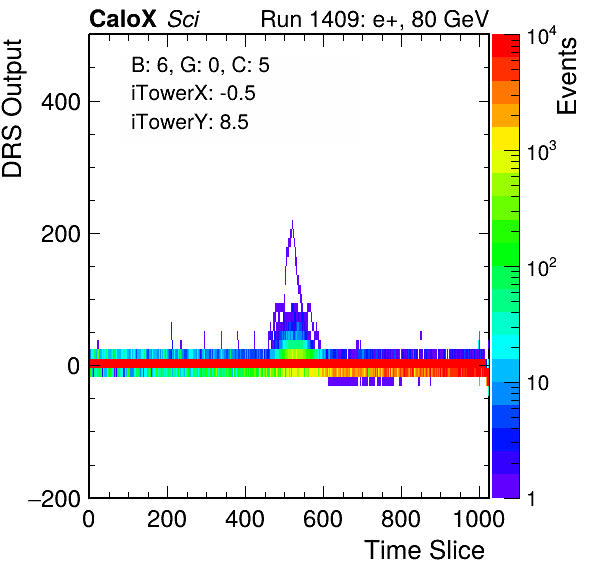 CaloX Sci Run 1409: e+, 80 GeV
B: 6, G: 0, C: 5
iTowerX: -0.5
iTowerY: 8.5
DRS Output
400
200
0
−200
0 200 400 600 800 1000
Time Slice
Events
10^4
10^3
10^2
10
1